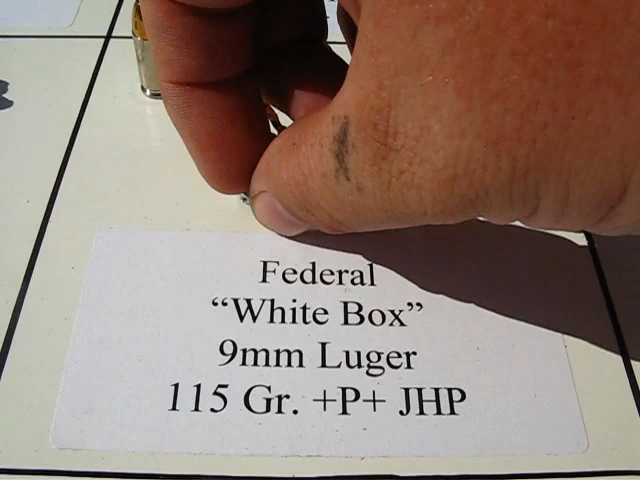 Federal
“White Box”
9mm Luger
115 Gr. +P+ JHP